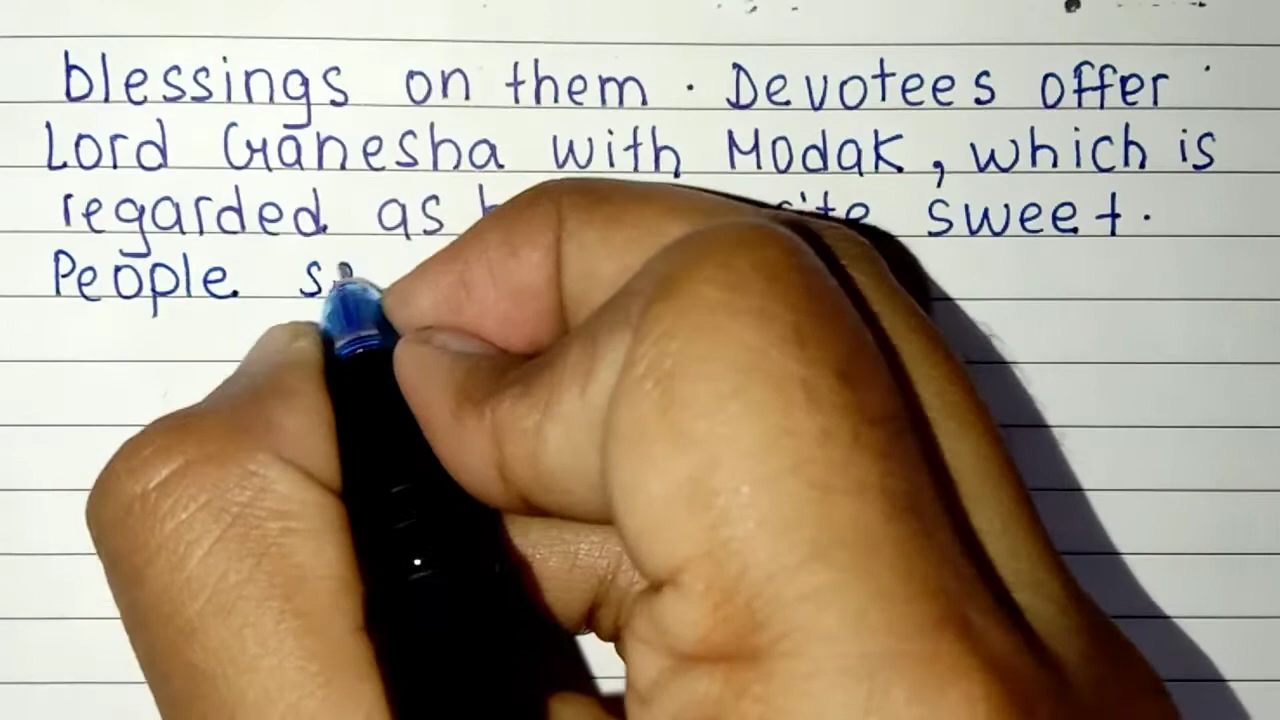 blessings on them. Devotees offer
Lord Ganesha with Modak, which is
regarded as sweet.
People